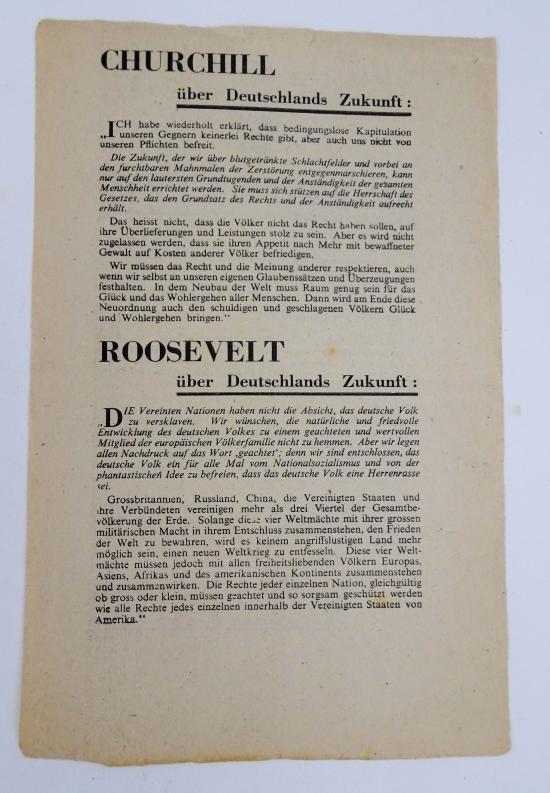 CHURCHILL
über Deutschlands Zukunft:
„ICH habe wiederholt erklärt, dass bedingungslose Kapitulation
unseren Gegnern keinerlei Rechte gibt, aber auch uns nicht von
unseren Pflichten befreit.
Die Zukunft, der wir über blutgetränkte Schlachtfelder und vorbei an
den furchtbaren Mahnmalen der Zerstörung entgegenmarschieren, kann
nur auf den lautersten Grundtugenden und der Anständigkeit der gesamten
Menschheit errichtet werden. Sie muss sich stützen auf die Herrschaft des
Gesetzes, das den Grundsatz des Rechts und der Anständigkeit aufrecht
erhält.
Das heisst nicht, dass die Völker nicht das Recht haben sollen, auf
ihre Überlieferungen und Leistungen stolz zu sein. Aber es wird nicht
zugelassen werden, dass sie ihren Appetit nach Mehr mit bewaffneter
Gewalt auf Kosten anderer Völker befriedigen.
Wir müssen das Recht und die Meinung anderer respektieren, auch
wenn wir selbst an unseren eigenen Glaubenssätzen und Überzeugungen
festhalten. In dem Neubau der Welt muss Raum genug sein für das
Glück und das Wohlergehen aller Menschen. Dann wird am Ende diese
Neuordnung auch den schuldigen und geschlagenen Völkern Glück
und Wohlergehen bringen.“
ROOSEVELT
über Deutschlands Zukunft:
„DIE Vereinten Nationen haben nicht die Absicht, das deutsche Volk
zu versklaven. Wir wünschen, die natürliche und friedvolle
Entwicklung des deutschen Volkes zu einem geachteten und wertvollen
Mitglied der europäischen Völkerfamilie nicht zu hemmen. Aber wir legen
allen Nachdruck auf das Wort ‚geachtet‘; denn wir sind entschlossen, das
deutsche Volk ein für alle Mal vom Nationalsozialismus und von der
phantastischen Idee zu befreien, dass das deutsche Volk eine Herrenrasse
sei.
Grossbritannien, Russland, China, die Vereinigten Staaten und
ihre Verbündeten vereinigen mehr als drei Viertel der Gesamtbe-
völkerung der Erde. Solange diese vier Weltmächte mit ihrer grossen
militärischen Macht in ihrem Entschluss zusammenstehen, den Frieden
der Welt zu bewahren, wird es keinem angriffslustigen Land mehr
möglich sein, einen neuen Weltkrieg zu entfesseln. Diese vier Welt-
mächte müssen jedoch mit allen freiheitsliebenden Völkern Europas,
Asiens, Afrikas und des amerikanischen Kontinents zusammenstehen
und zusammenwirken. Die Rechte jeder einzelnen Nation, gleichgültig
ob gross oder klein, müssen geachtet und so sorgsam geschützt werden
wie alle Rechte jedes einzelnen innerhalb der Vereinigten Staaten von
Amerika.“